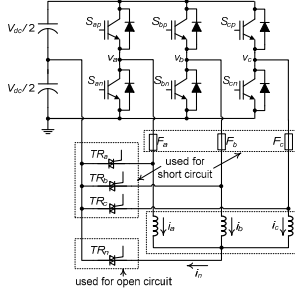 Vdc/2
Sap
Sbp
Scp
va
vb
vc
Vdc/2
San
Sbn
Scn
Fa
Fb
Fc
TRa
used for
short circuit
TRb
TRc
ia
ib
ic
TRn
in
used for open circuit